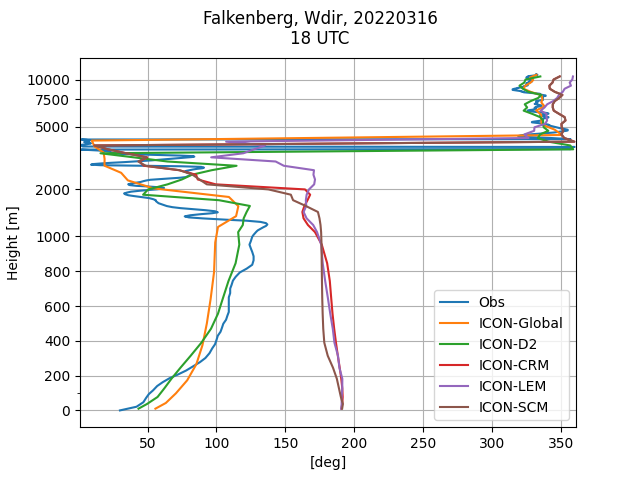 Falkenberg, Wdir, 20220316
18 UTC
Height [m]
10000
7500
5000
2000
1000
800
600
400
200
0
Obs
ICON-Global
ICON-D2
ICON-CRM
ICON-LEM
ICON-SCM
50 100 150 200 250 300 350
[deg]